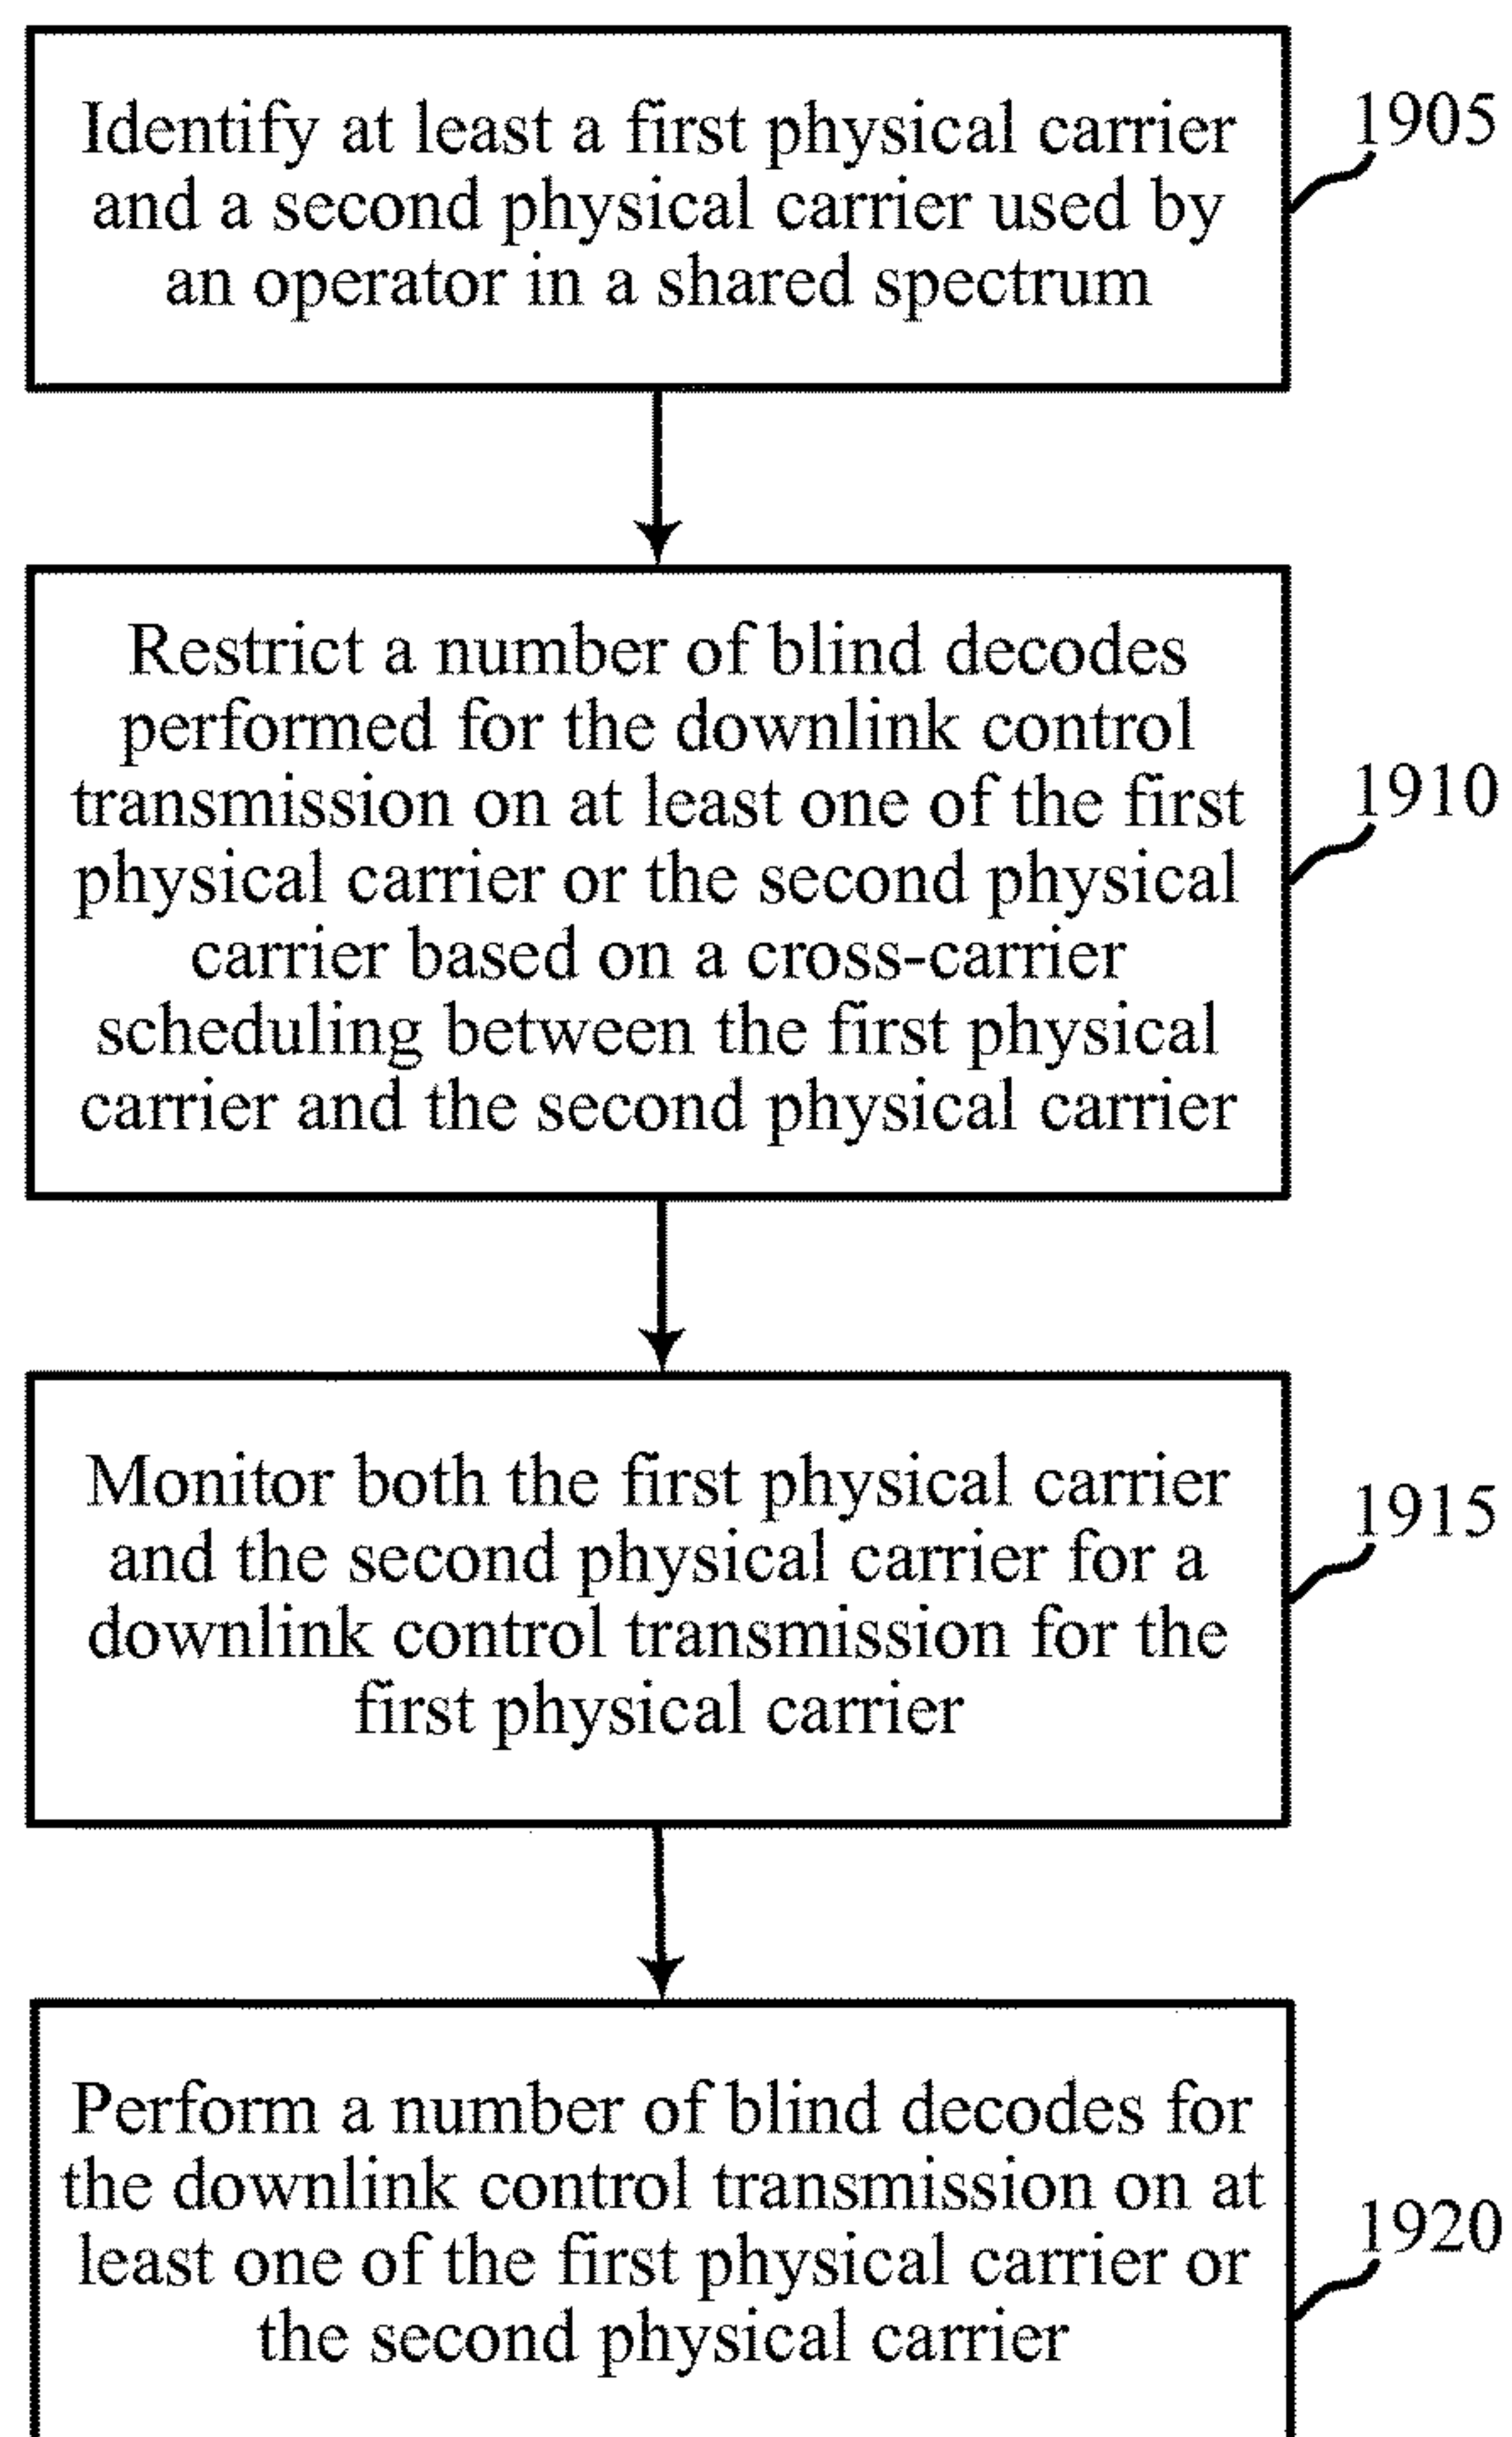 Identify at least a first physical carrier
and a second physical carrier used by
an operator in a shared spectrum
1905
Restrict a number of blind decodes
performed for the downlink control
transmission on at least one of the first
physical carrier or the second physical
carrier based on a cross-carrier
scheduling between the first physical
carrier and the second physical carrier
1910
Monitor both the first physical carrier
and the second physical carrier for a
downlink control transmission for the
first physical carrier
1915
Perform a number of blind decodes for
the downlink control transmission on at
least one of the first physical carrier or
the second physical carrier
1920